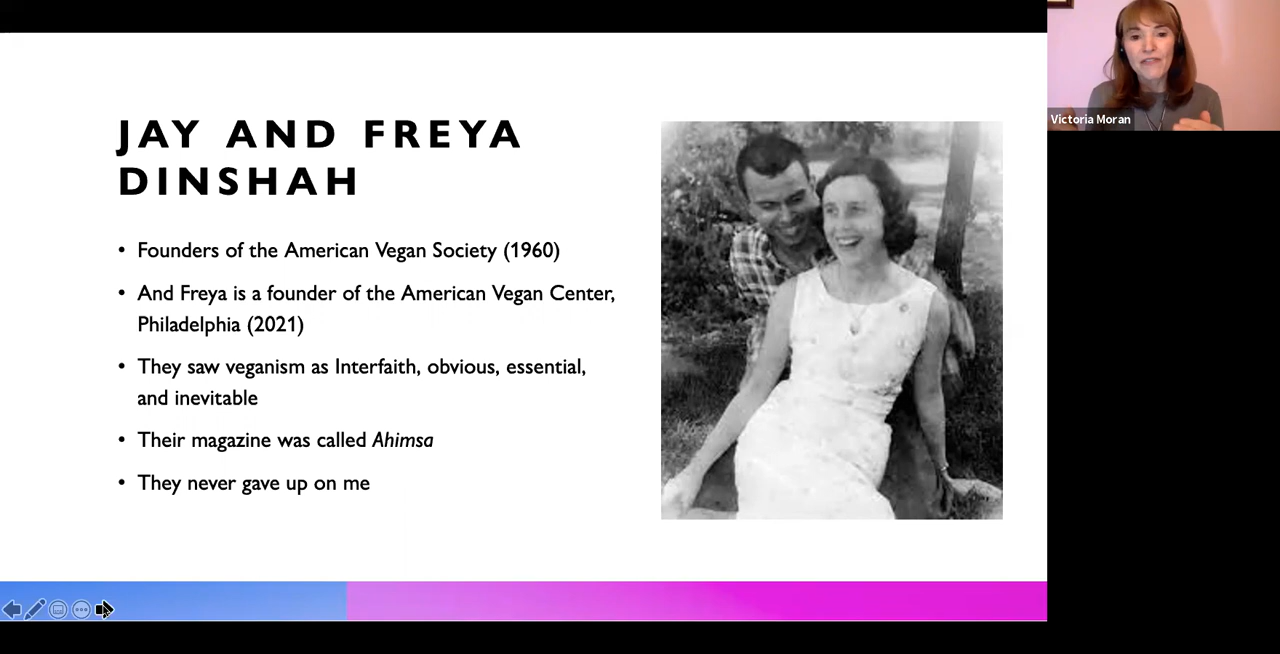 JAY AND FREYA
DINSHAH
• Founders of the American Vegan Society (1960)
• And Freya is a founder of the American Vegan Center,
Philadelphia (2021)
• They saw veganism as Interfaith, obvious, essential,
and inevitable
• Their magazine was called Ahimsa
• They never gave up on me
Victoria Moran